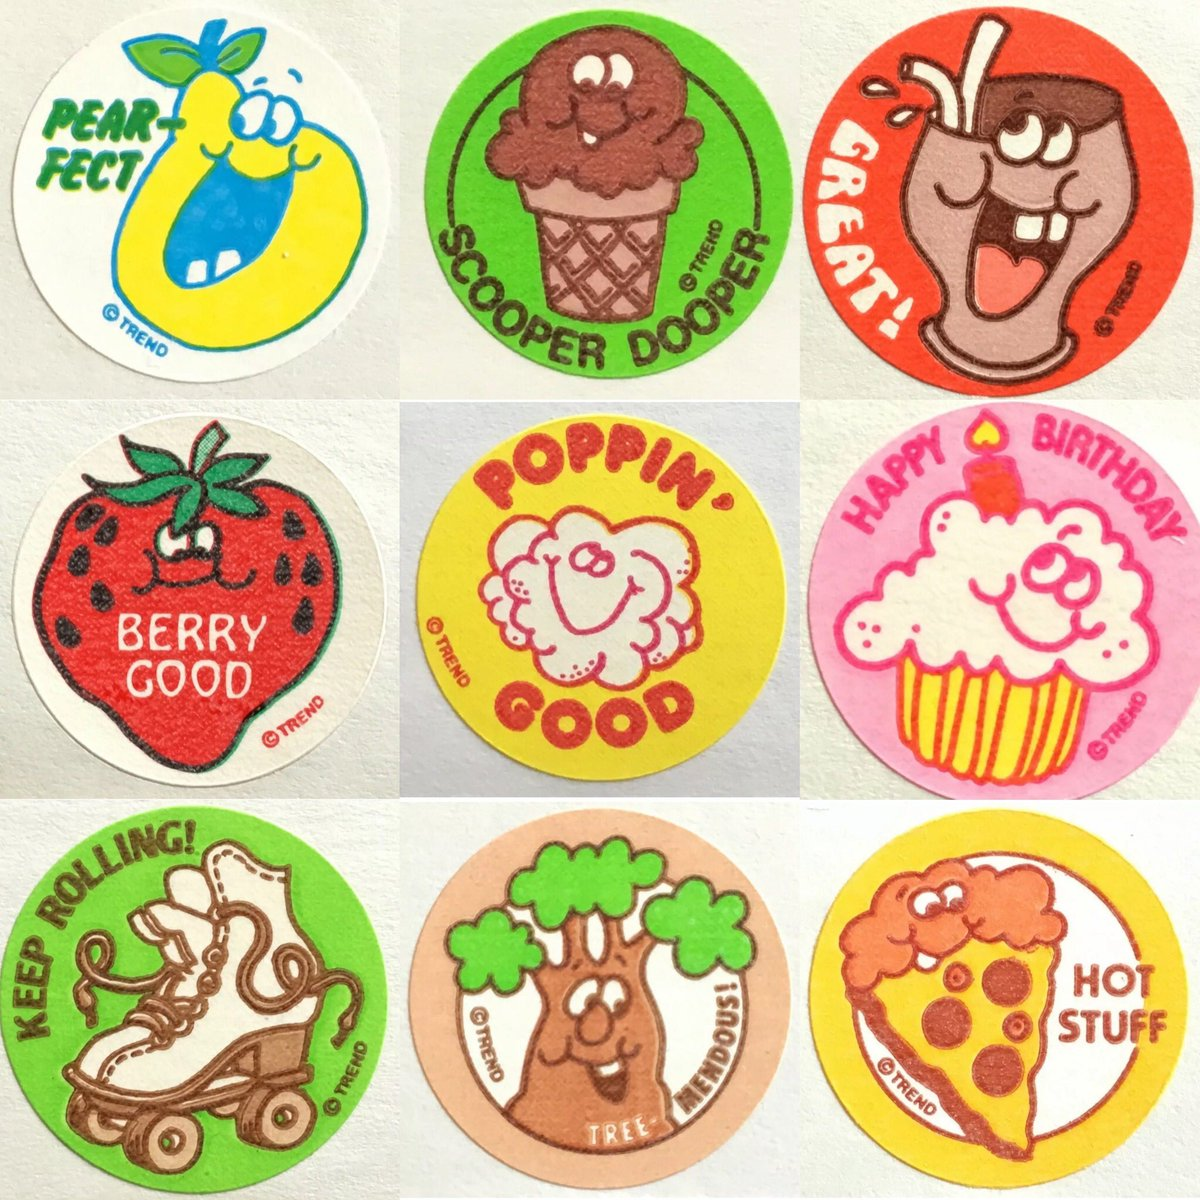 PEAR-
FECT
© TREND
SCOOPER DOOPER
© TREND
GREAT!
© TREND
BERRY
GOOD
© TREND
POPPIN'
GOOD
© TREND
HAPPY BIRTHDAY
© TREND
KEEP ROLLING!
© TREND
TREE-
MENDOUS!
© TREND
HOT
STUFF
© TREND